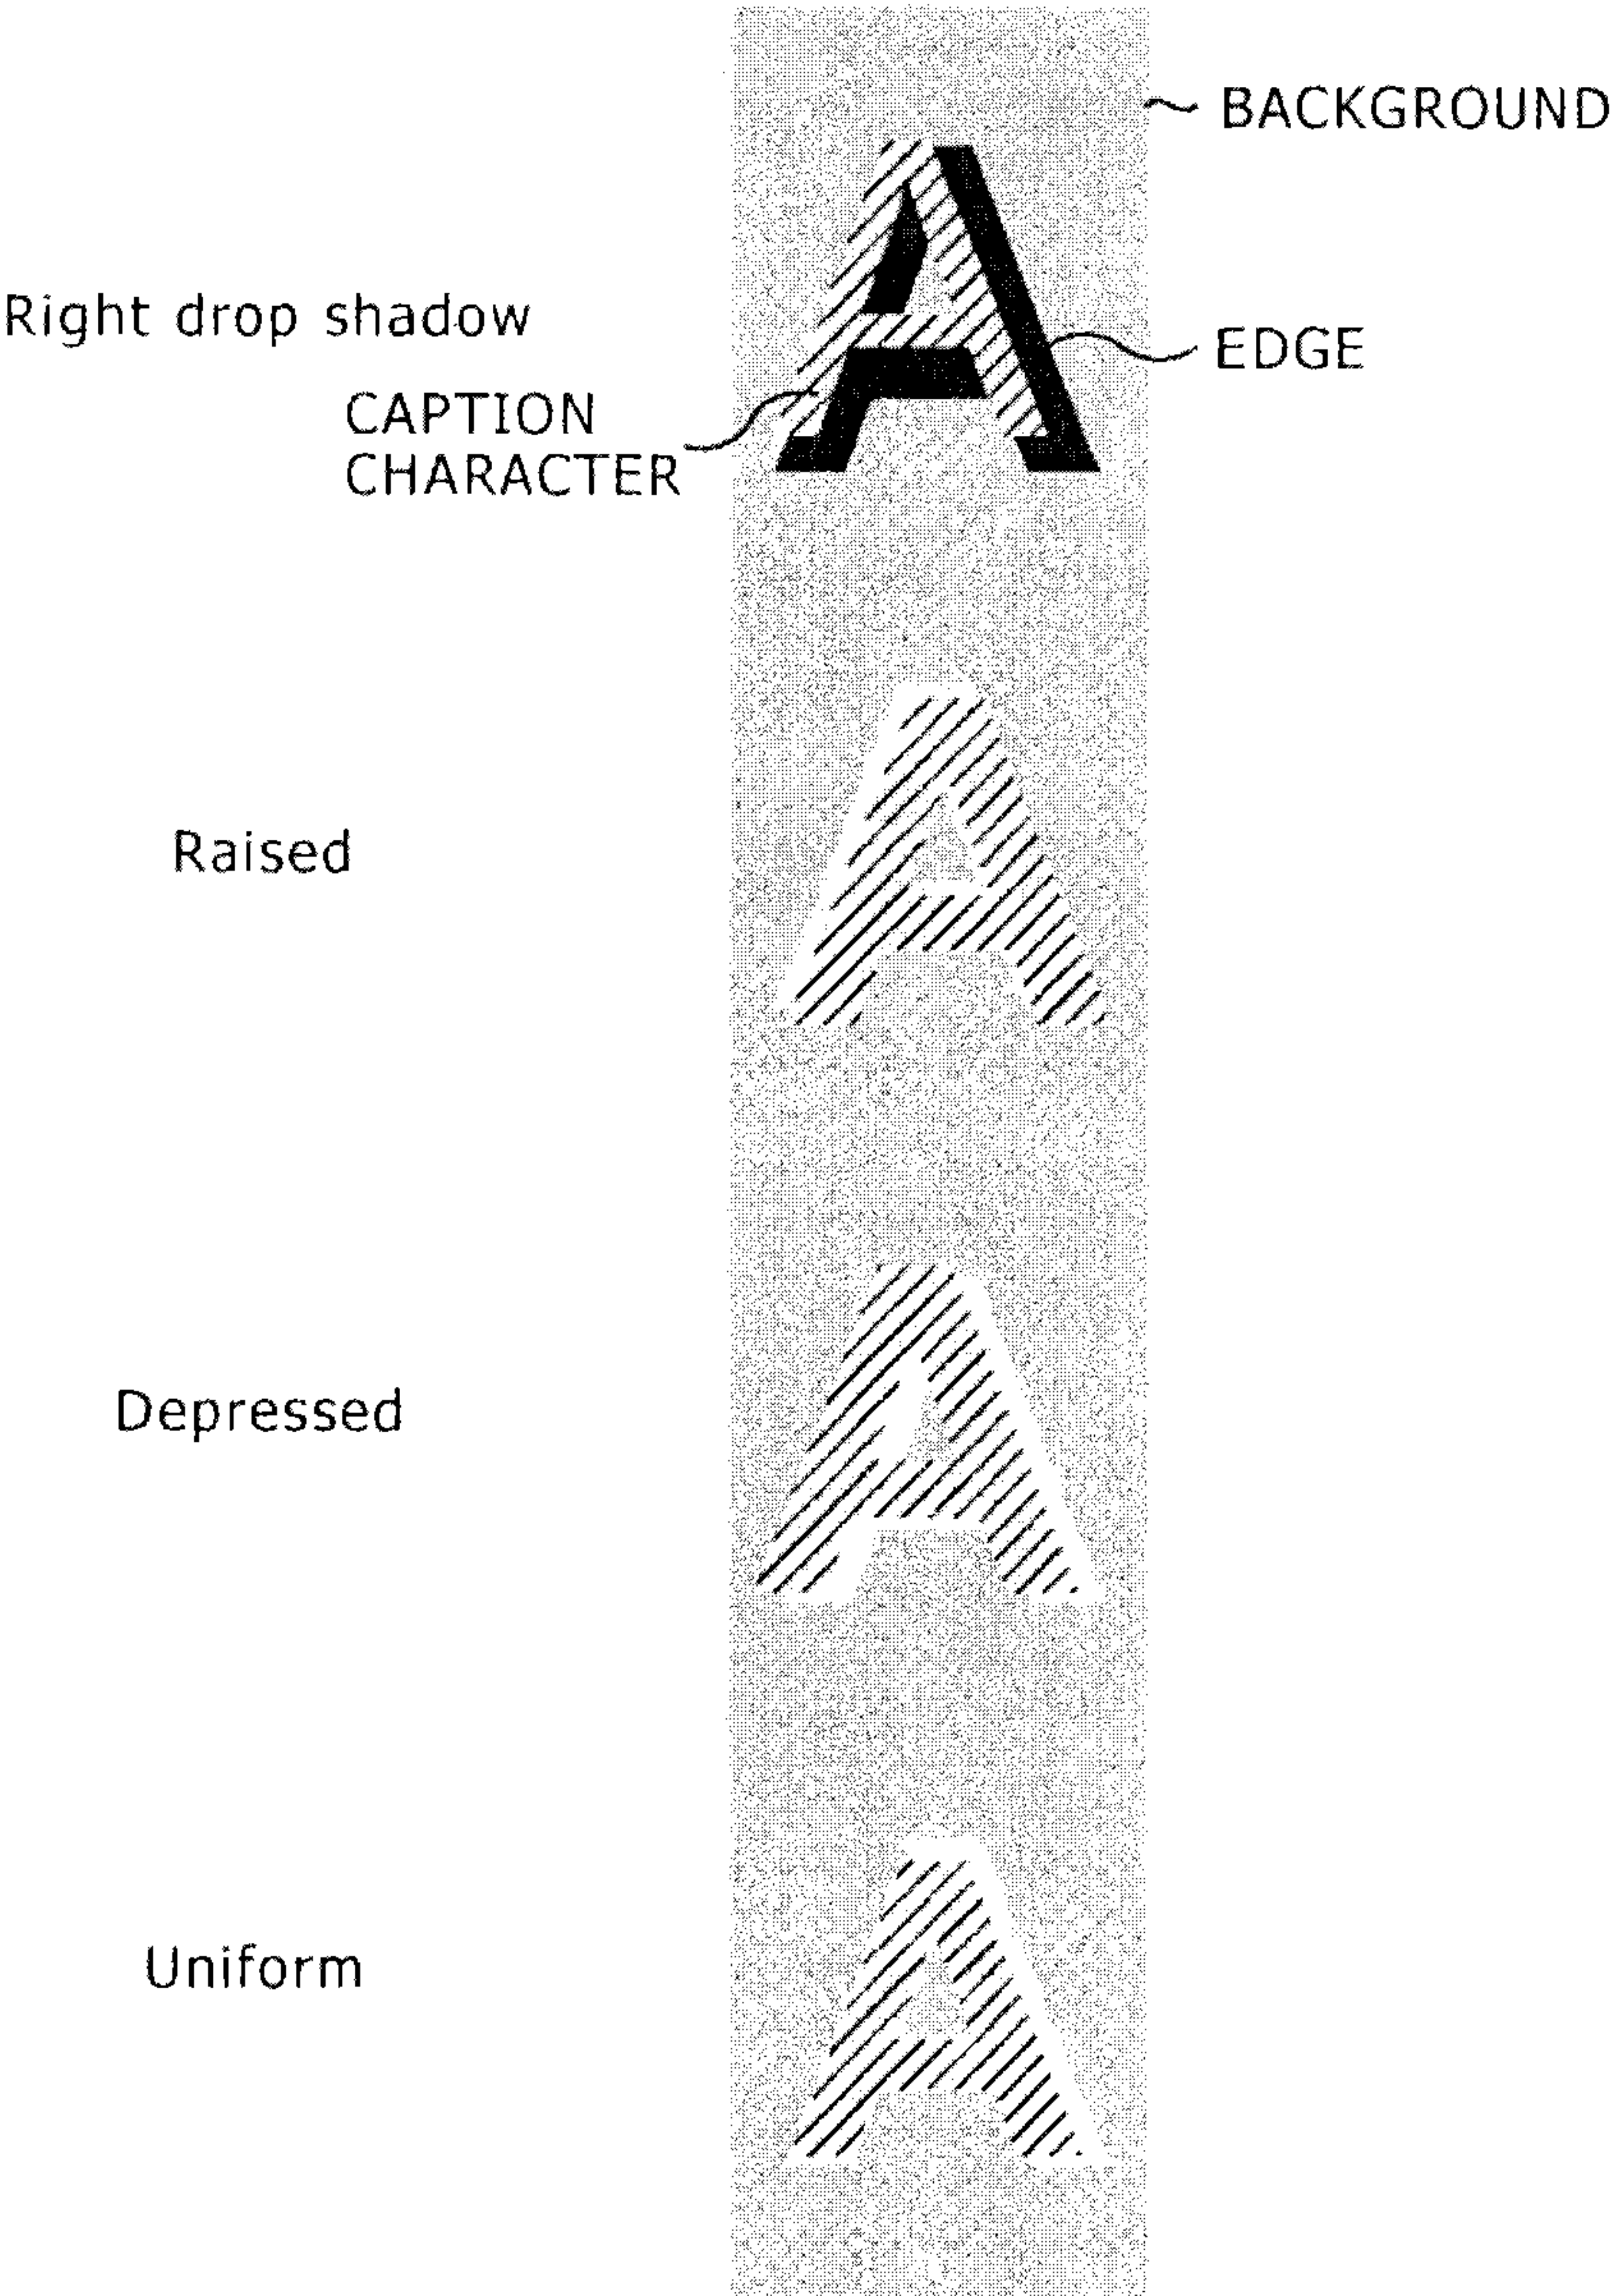 BACKGROUND
A
Right drop shadow
EDGE
CAPTION
CHARACTER
Raised
A
Depressed
A
Uniform
A